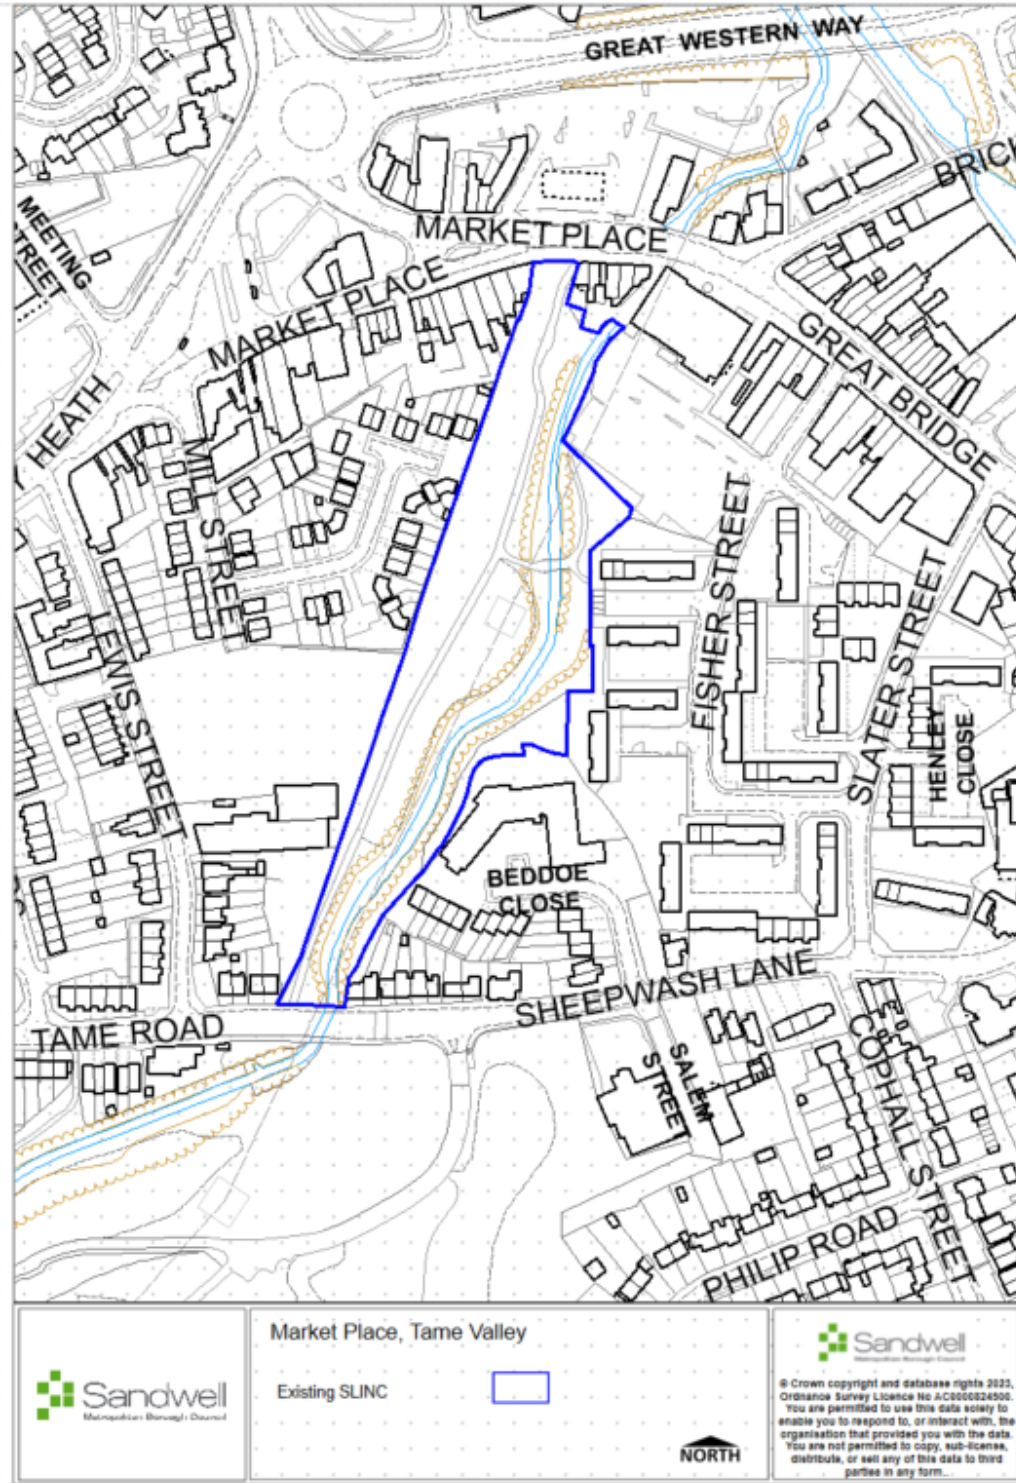 GREAT WESTERN WAY
BRICK
MEETING
STREET
MARKET PLACE
MARKET PLACE
GREAT BRIDGE
HEATH
MILL STREET
LEWIS STREET
FISHER STREET
SLATER STREET
HENLEY
CLOSE
BEDDOE
CLOSE
SHEEPWASH LANE
TAME ROAD
SALEM
STREE
COPHALL STREET
PHILIP ROAD
Market Place, Tame Valley
Existing SLINC
NORTH
Sandwell
Metropolitan Borough Council
Sandwell
Metropolitan Borough Council
© Crown copyright and database rights 2023,
Ordnance Survey Licence No AC0000824500.
You are permitted to use this data solely to
enable you to respond to, or interact with, the
organisation that provided you with the data.
You are not permitted to copy, sub-license,
distribute, or sell any of this data to third
parties in any form.